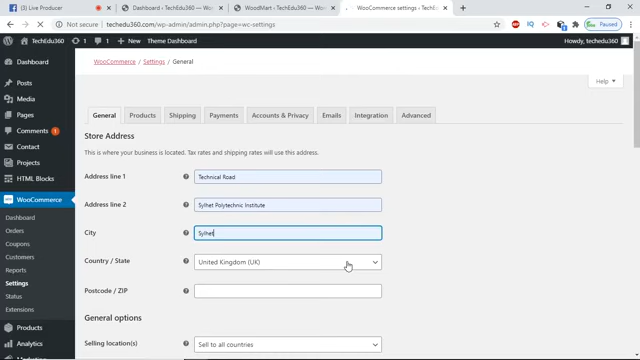 Live Producer
Dashboard ‹ TechEdu360 — Wo
WoodMart ‹ TechEdu360 — Wor
WooCommerce settings ‹ TechEd
Not secure | techedu360.com/wp-admin/admin.php?page=wc-settings
Paused
TechEdu360 1 0 + New Theme Dashboard Howdy, techedu360
Dashboard
Posts
Media
Pages
Comments 1
Contact
Projects
HTML Blocks
WooCommerce
Dashboard
Orders
Coupons
Customers
Reports
Settings
Status
Extensions
Products
Analytics
Marketing
WooCommerce > Settings > General
Help
General Products Shipping Payments Accounts & Privacy Emails Integration Advanced
Store Address
This is where your business is located. Tax rates and shipping rates will use this address.
Address line 1 Technical Road
Address line 2 Sylhet Polytechnic Institute
City Sylhet
Country / State United Kingdom (UK)
Postcode / ZIP
General options
Selling location(s) Sell to all countries